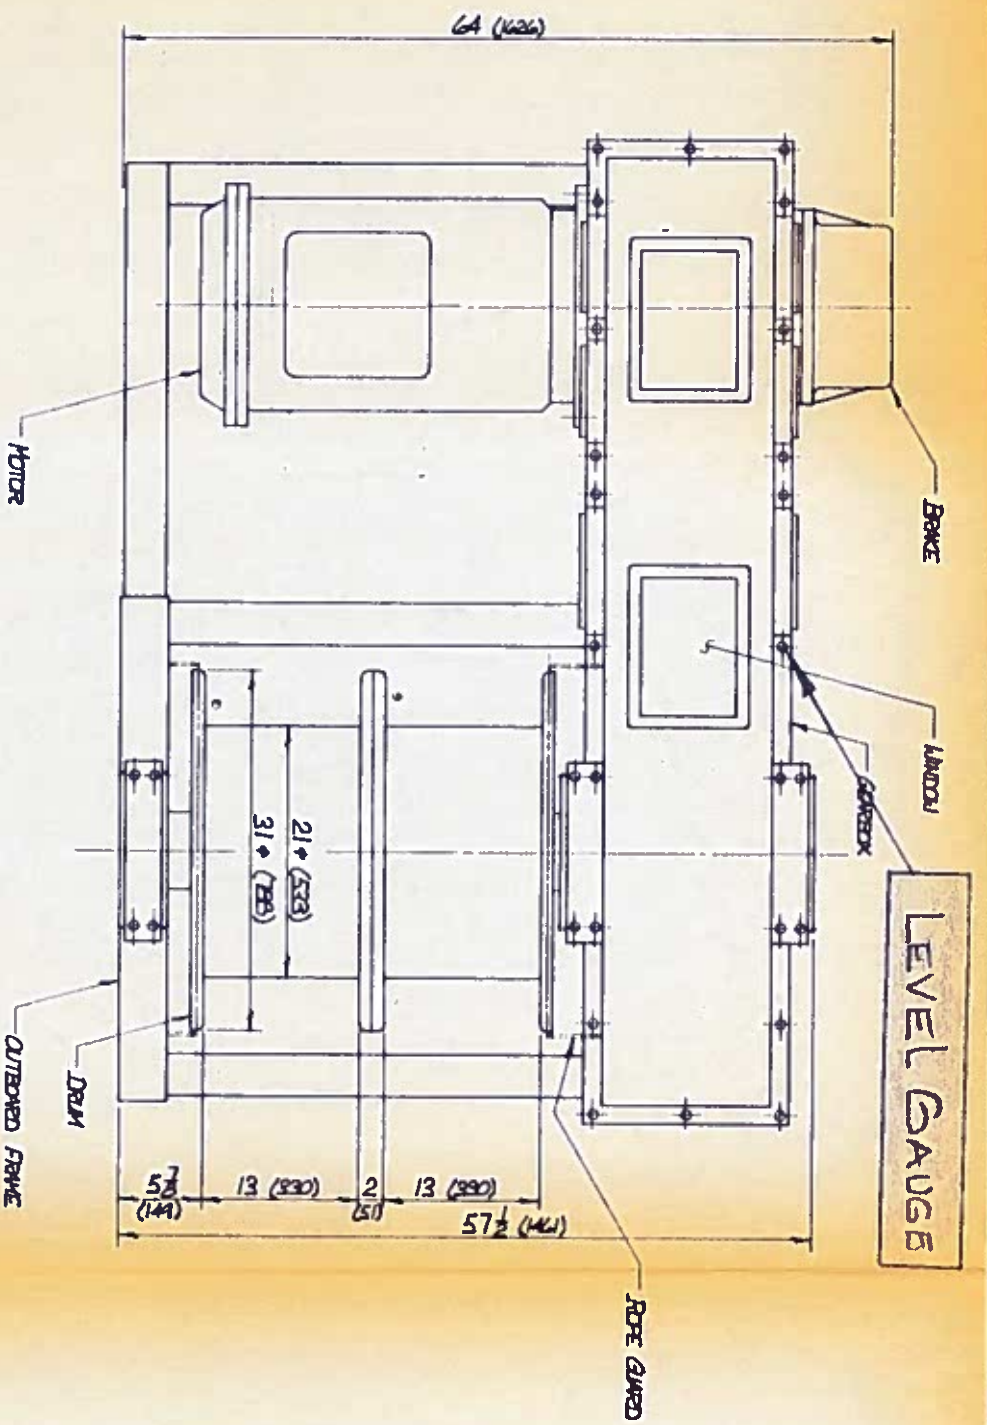 64 (1626)
BRAKE
WINDOW
GEARBOX
LEVEL GAUGE
MOTOR
21 ⌀ (533)
31 ⌀ (788)
DRUM
OUTBOARD FRAME
5 7/8 (149)
13 (330)
2 (51)
13 (330)
57 1/2 (1461)
ROPE GUARD